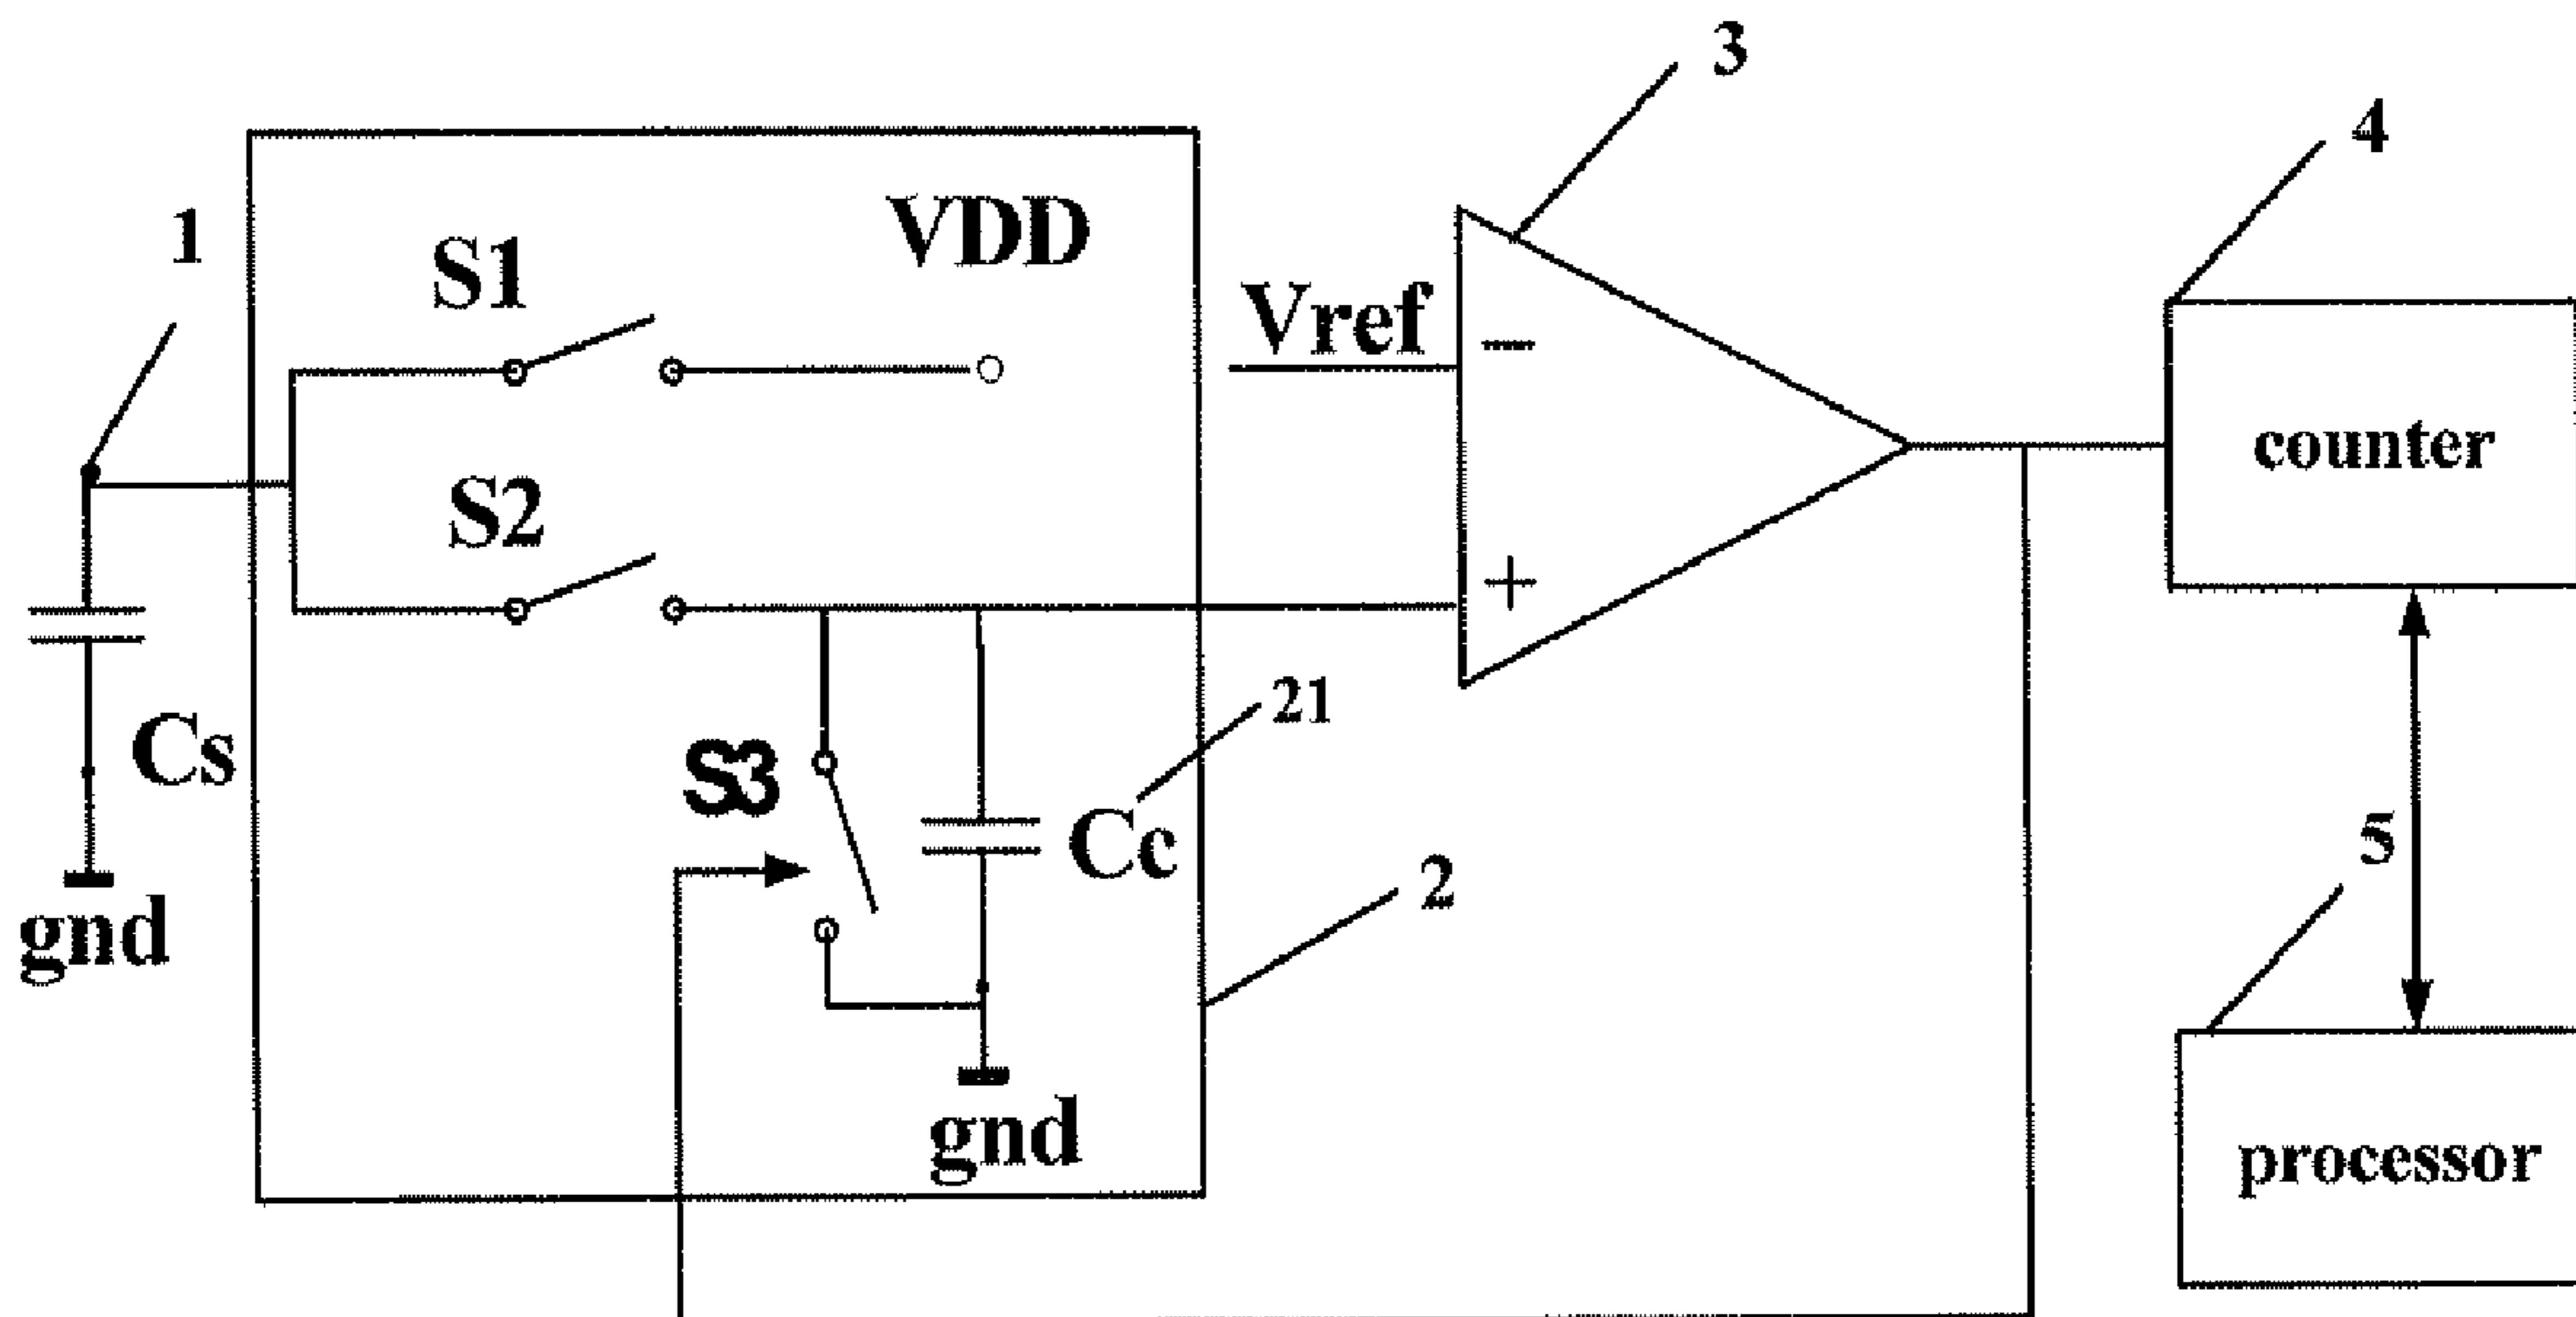 3
4
1
VDD
S1
Vref
-
counter
S2
+
21
Cs
S3
Cc
5
2
gnd
gnd
processor